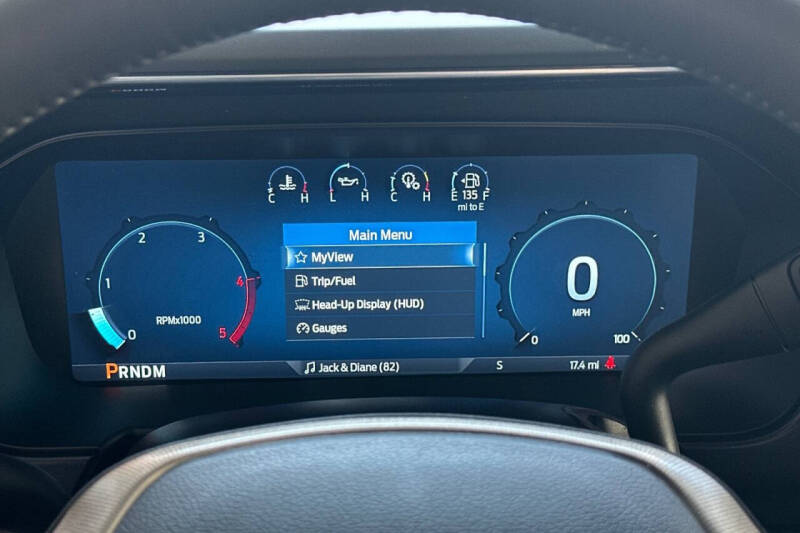 C H L H C H E 135 F
mi to E
Main Menu
MyView
Trip/Fuel
Head-Up Display (HUD)
Gauges
0 1 2 3 4 5
RPMx1000
0
MPH
0 100
PRNDM
Jack & Diane (82)
S
17.4 mi